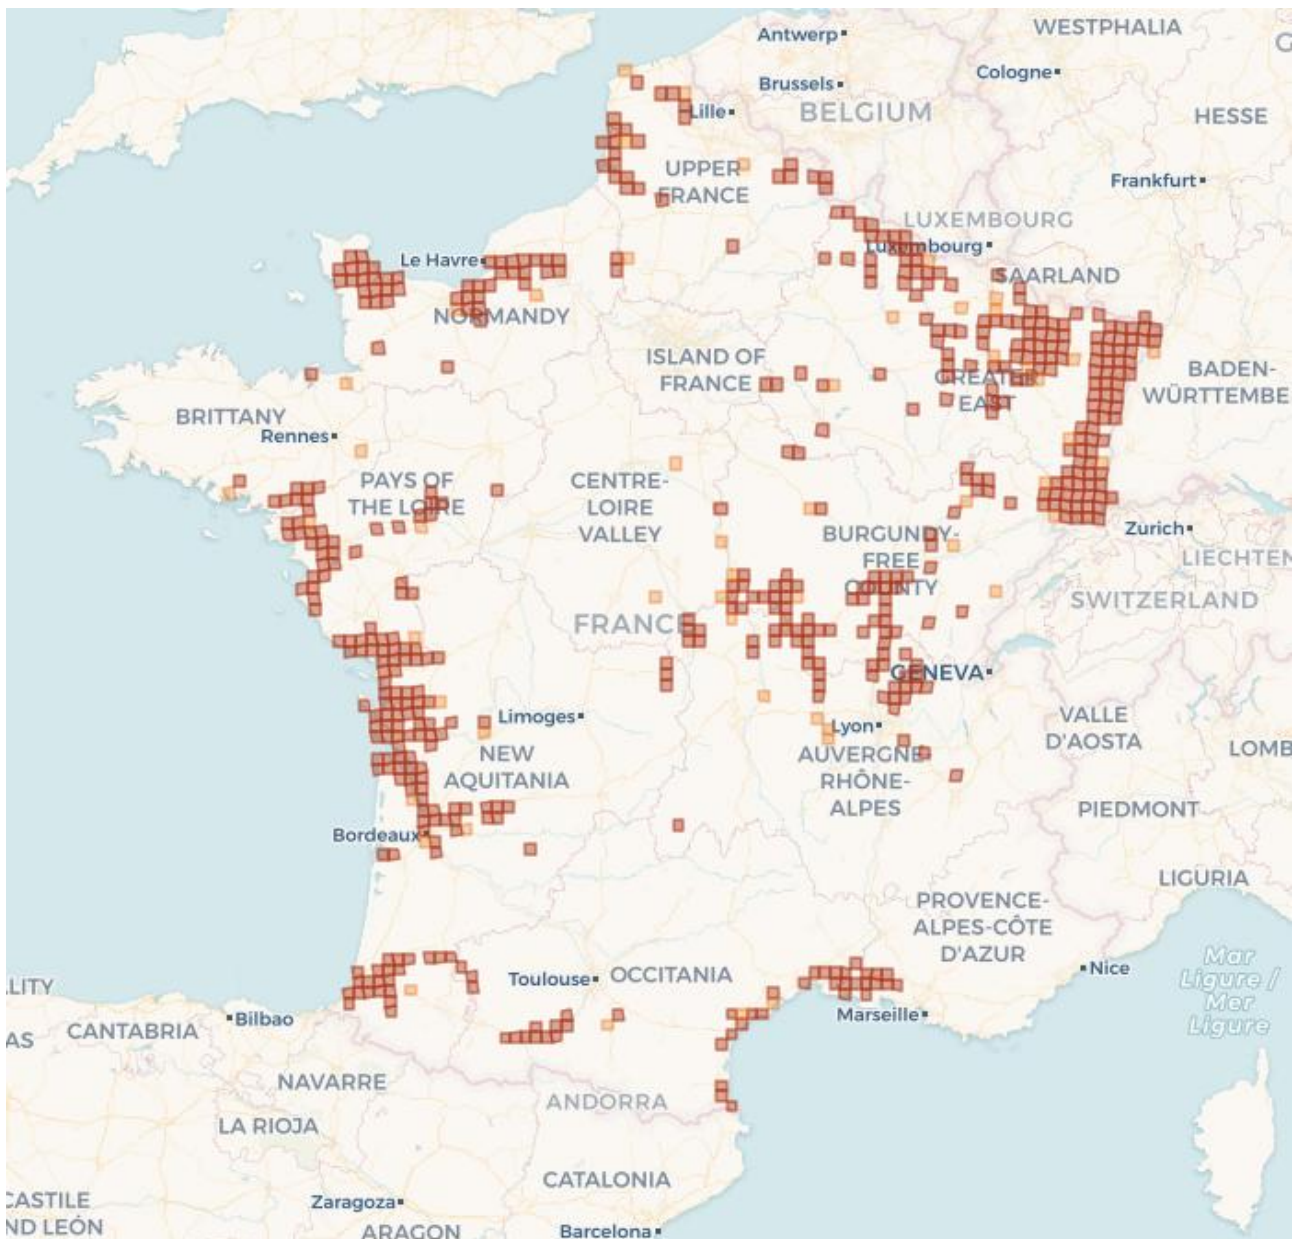 WESTPHALIA
G
Antwerp
Cologne
Brussels
BELGIUM
Lille
HESSE
UPPER
FRANCE
Frankfurt
LUXEMBOURG
Luxembourg
Le Havre
SAARLAND
NORMANDY
ISLAND OF
FRANCE
GREATER
EAST
BADEN-
WÜRTTEMBE
BRITTANY
Rennes
PAYS OF
THE LOIRE
CENTRE-
LOIRE
VALLEY
BURGUNDY-
FREE
COUNTY
Zurich
LIECHTEN
SWITZERLAND
FRANCE
GENEVA
Limoges
Lyon
VALLE
D'AOSTA
LOMB
NEW
AQUITANIA
AUVERGNE-
RHÔNE-
ALPES
PIEDMONT
Bordeaux
LIGURIA
PROVENCE-
ALPES-CÔTE
D'AZUR
Toulouse
OCCITANIA
Nice
Mar
Ligure /
Mer
Ligure
LITY
Bilbao
CANTABRIA
AS
Marseille
NAVARRE
ANDORRA
LA RIOJA
CATALONIA
CASTILE
ND LEÓN
Zaragoza
ARAGON
Barcelona